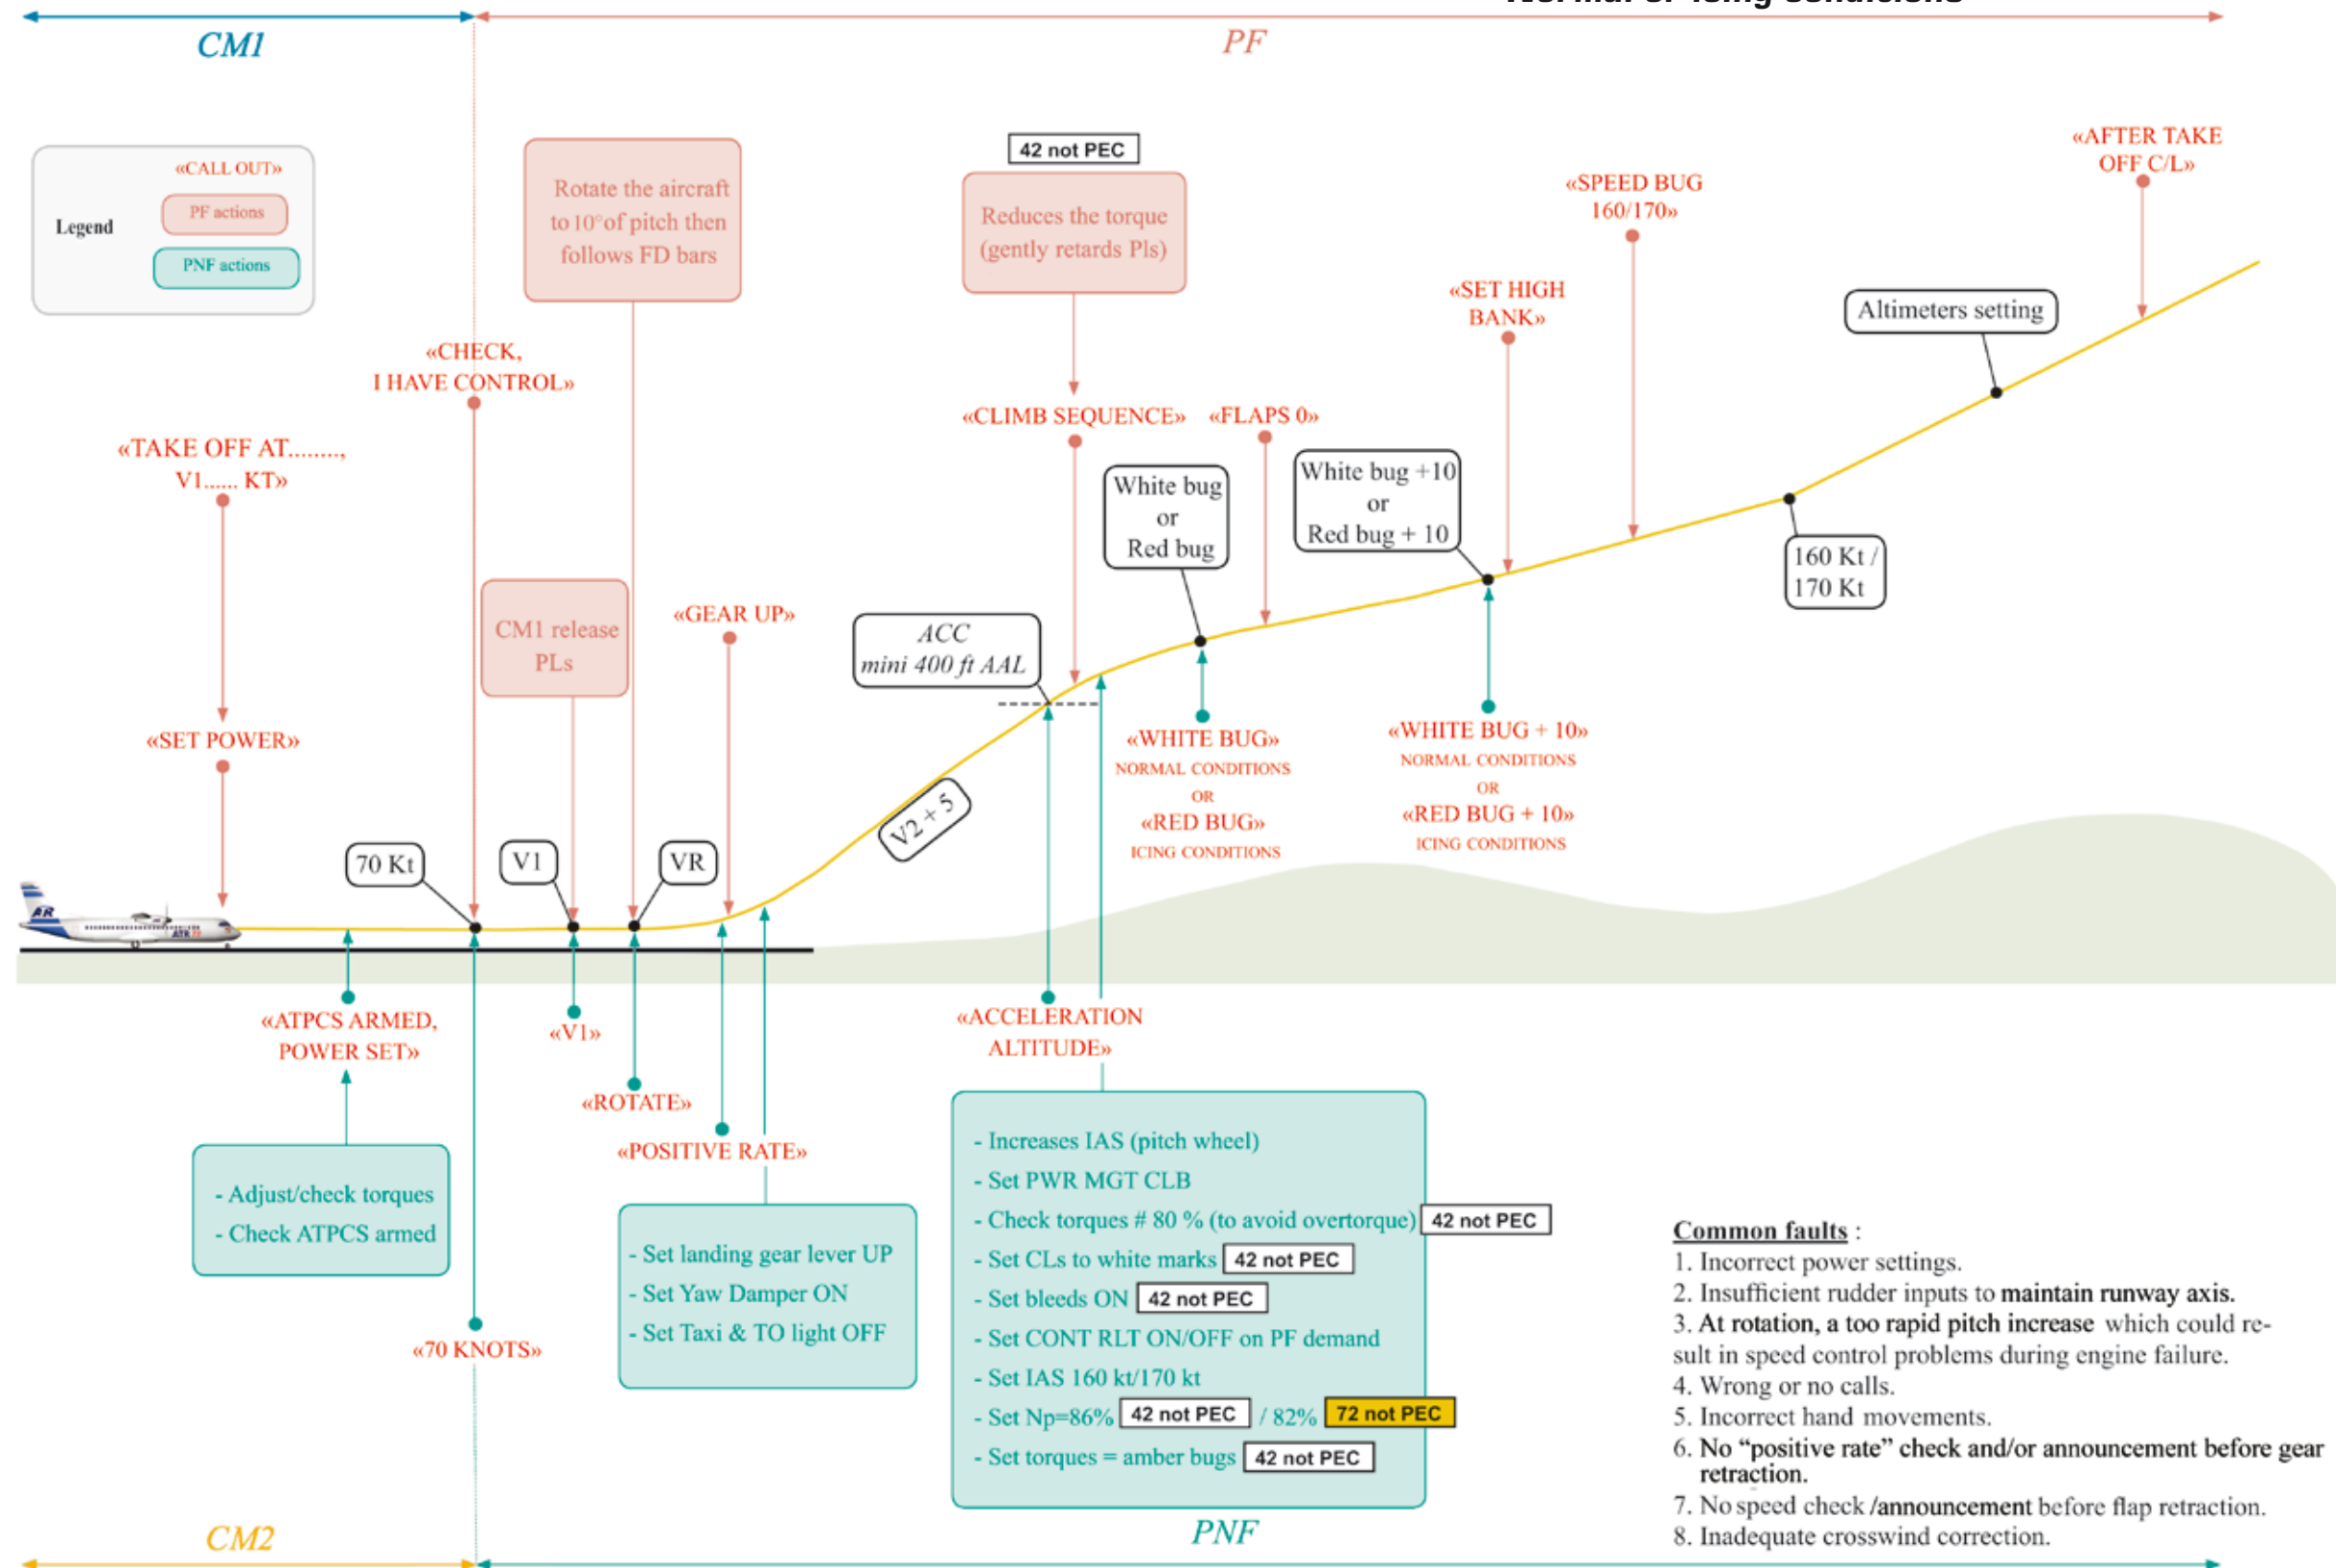 CM1
PF
Legend
«CALL OUT»
PF actions
PNF actions
Rotate the aircraft
to 10°of pitch then
follows FD bars
42 not PEC
Reduces the torque
(gently retards Pls)
«AFTER TAKE
OFF C/L»
«SPEED BUG
160/170»
«SET HIGH
BANK»
Altimeters setting
«CHECK,
I HAVE CONTROL»
«TAKE OFF AT........,
V1...... KT»
«CLIMB SEQUENCE»
«FLAPS 0»
White bug
or
Red bug
White bug +10
or
Red bug + 10
160 Kt /
170 Kt
CM1 release
PLs
«GEAR UP»
ACC
mini 400 ft AAL
«SET POWER»
«WHITE BUG»
NORMAL CONDITIONS
OR
«RED BUG»
ICING CONDITIONS
«WHITE BUG + 10»
NORMAL CONDITIONS
OR
«RED BUG + 10»
ICING CONDITIONS
V2 + 5
70 Kt
V1
VR
«ATPCS ARMED,
POWER SET»
«V1»
«ROTATE»
«POSITIVE RATE»
«ACCELERATION
ALTITUDE»
- Adjust/check torques
- Check ATPCS armed
- Set landing gear lever UP
- Set Yaw Damper ON
- Set Taxi & TO light OFF
«70 KNOTS»
- Increases IAS (pitch wheel)
- Set PWR MGT CLB
- Check torques # 80 % (to avoid overtorque) 42 not PEC
- Set CLs to white marks 42 not PEC
- Set bleeds ON 42 not PEC
- Set CONT RLT ON/OFF on PF demand
- Set IAS 160 kt/170 kt
- Set Np=86% 42 not PEC / 82% 72 not PEC
- Set torques = amber bugs 42 not PEC
Common faults :
1. Incorrect power settings.
2. Insufficient rudder inputs to maintain runway axis.
3. At rotation, a too rapid pitch increase which could re-
sult in speed control problems during engine failure.
4. Wrong or no calls.
5. Incorrect hand movements.
6. No “positive rate” check and/or announcement before gear
retraction.
7. No speed check /announcement before flap retraction.
8. Inadequate crosswind correction.
CM2
PNF